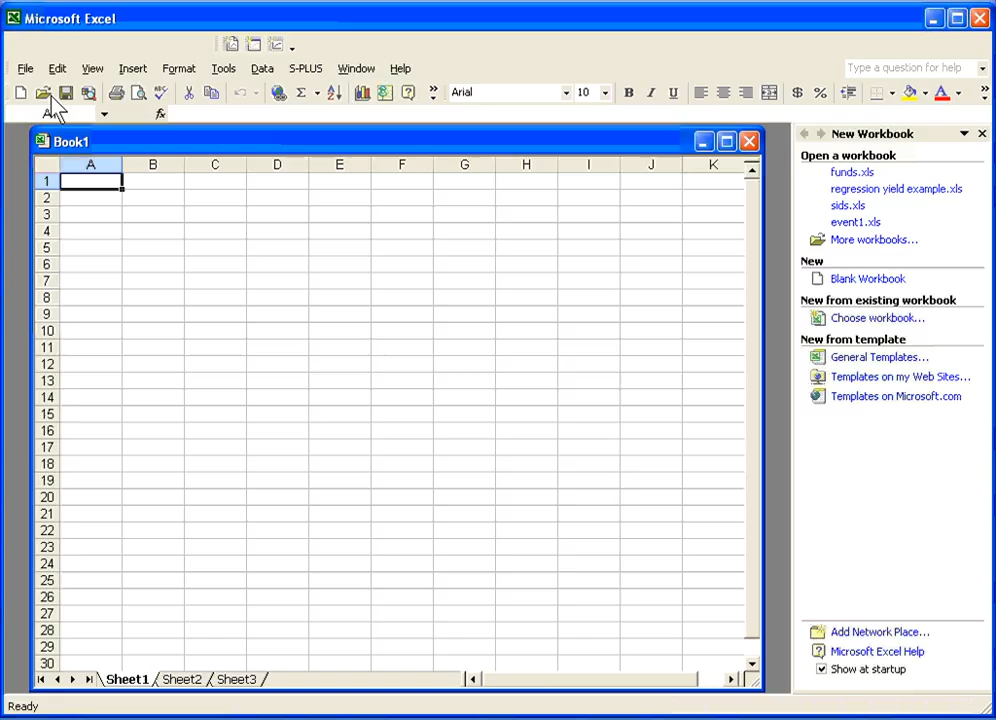 Microsoft Excel
File Edit View Insert Format Tools Data S-PLUS Window Help Type a question for help
Arial 10 B I U $ %
fx
Book1
A B C D E F G H I J K
1
2
3
4
5
6
7
8
9
10
11
12
13
14
15
16
17
18
19
20
21
22
23
24
25
26
27
28
29
30
Sheet1 Sheet2 Sheet3
New Workbook
Open a workbook
funds.xls
regression yield example.xls
sids.xls
event1.xls
More workbooks...
New
Blank Workbook
New from existing workbook
Choose workbook...
New from template
General Templates...
Templates on my Web Sites...
Templates on Microsoft.com
Add Network Place...
Microsoft Excel Help
Show at startup
Ready